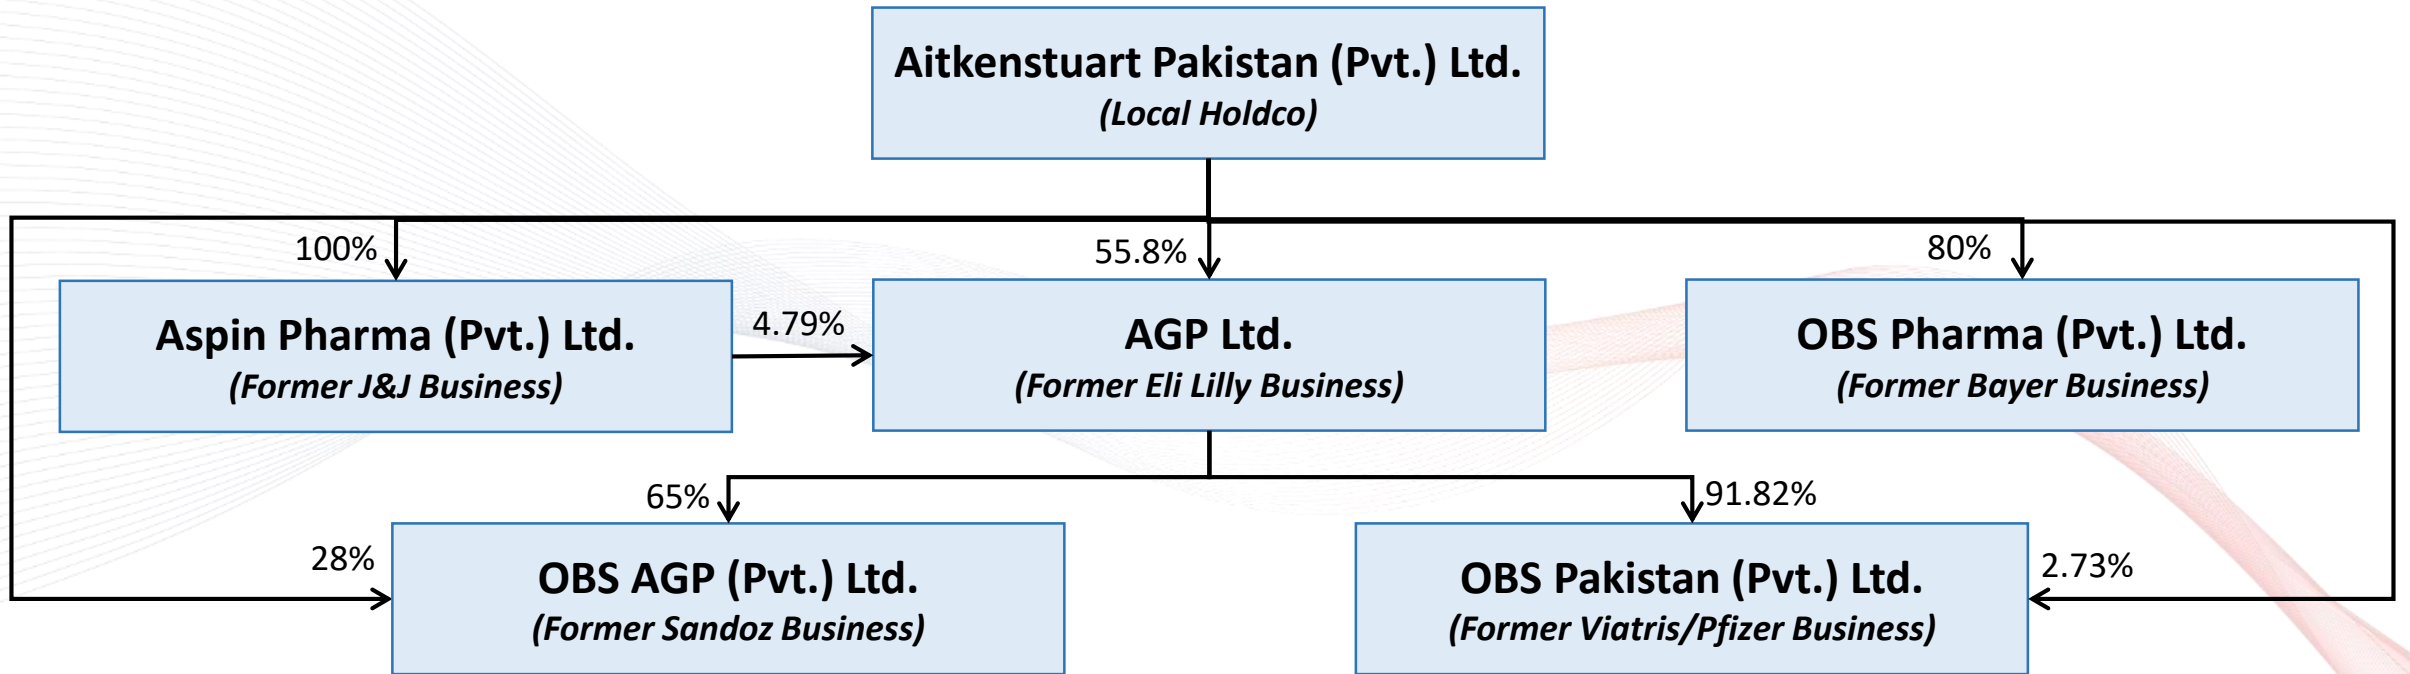 Aitkenstuart Pakistan (Pvt.) Ltd.
(Local Holdco)
100%
55.8%
80%
Aspin Pharma (Pvt.) Ltd.
(Former J&J Business)
4.79%
AGP Ltd.
(Former Eli Lilly Business)
OBS Pharma (Pvt.) Ltd.
(Former Bayer Business)
65%
91.82%
28%
OBS AGP (Pvt.) Ltd.
(Former Sandoz Business)
OBS Pakistan (Pvt.) Ltd.
(Former Viatris/Pfizer Business)
2.73%